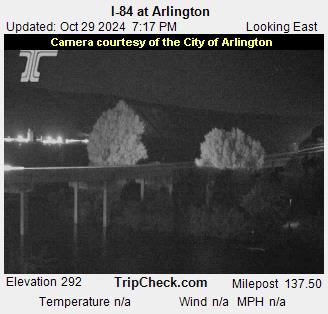 I-84 at Arlington
Updated: Oct 29 2024 7:17 PM Looking East
Camera courtesy of the City of Arlington
Elevation 292 TripCheck.com Milepost 137.50
Temperature n/a Wind n/a MPH n/a